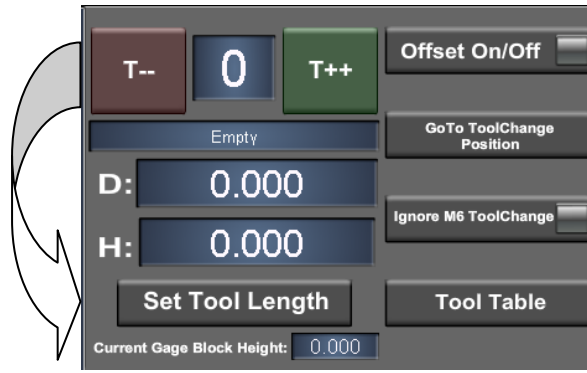 T--
0
T++
Offset On/Off
Empty
GoTo ToolChange
Position
D:
0.000
H:
0.000
Ignore M6 ToolChange
Set Tool Length
Tool Table
Current Gage Block Height:
0.000